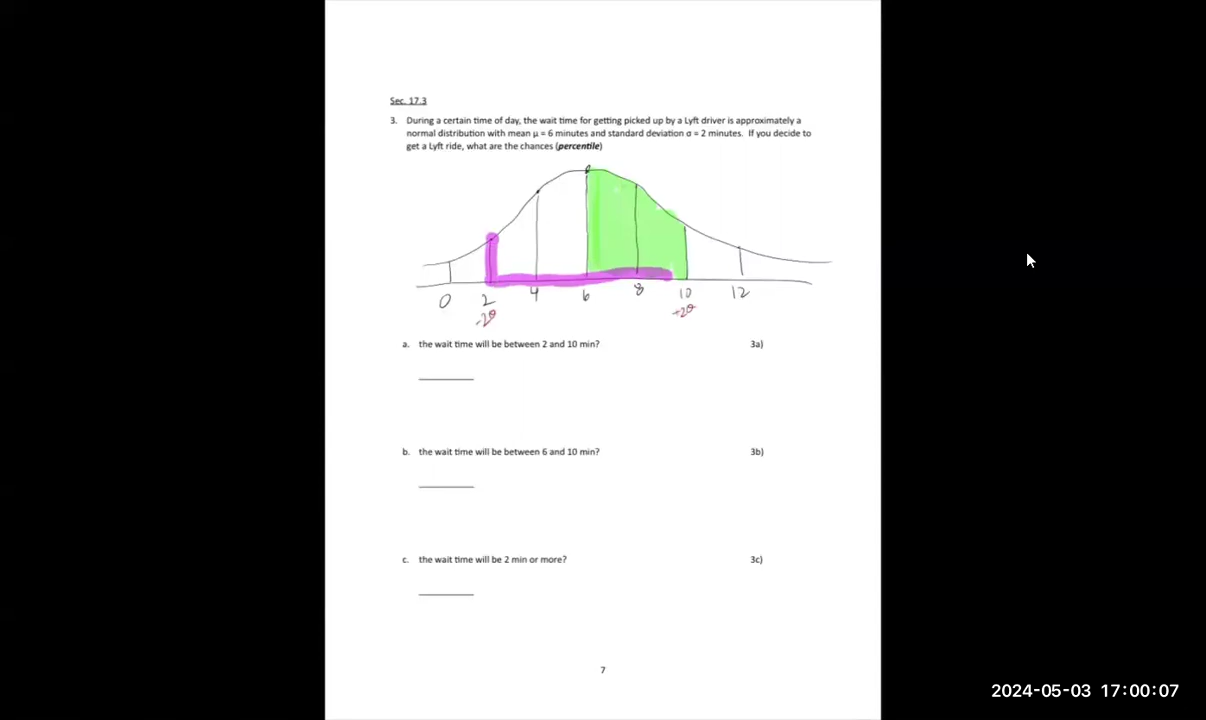 Sec. 17.3
3. During a certain time of day, the wait time for getting picked up by a Lyft driver is approximately a
normal distribution with mean μ = 6 minutes and standard deviation σ = 2 minutes. If you decide to
get a Lyft ride, what are the chances (percentile)
0 2 4 6 8 10 12
-2σ +2σ
a. the wait time will be between 2 and 10 min? 3a)
b. the wait time will be between 6 and 10 min? 3b)
c. the wait time will be 2 min or more? 3c)
7
2024-05-03 17:00:07